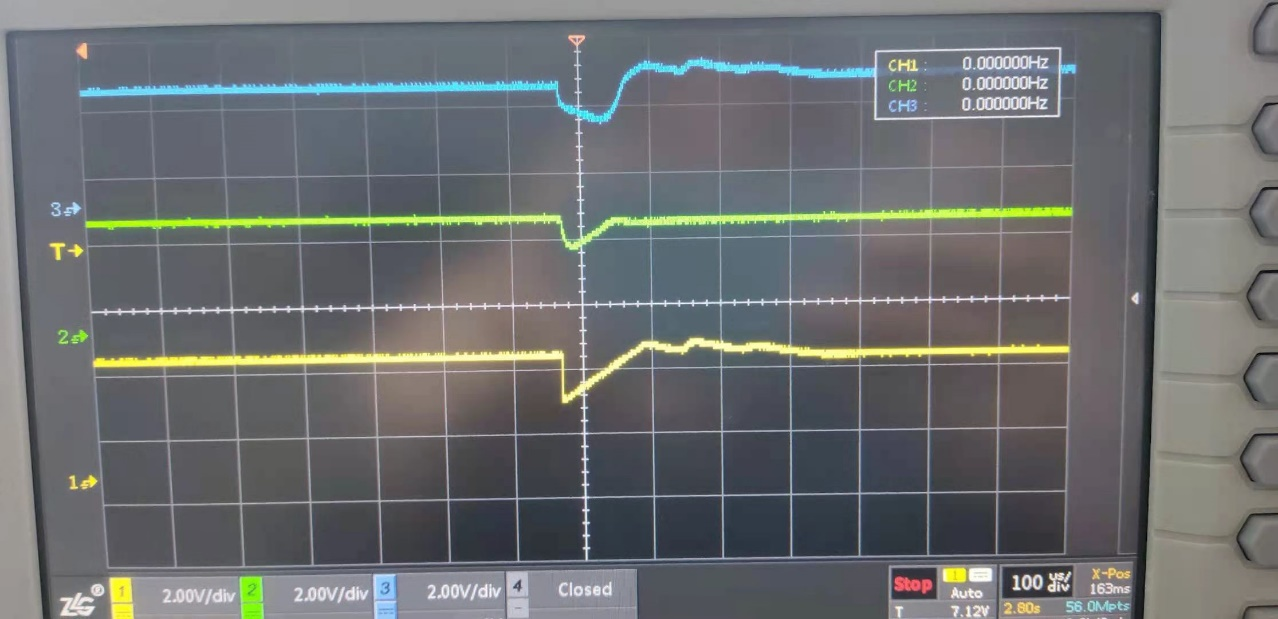 CH1 : 0.000000Hz
CH2 : 0.000000Hz
CH3 : 0.000000Hz
3
T
2
1
ZLG® 1 2.00V/div 2 2.00V/div 3 2.00V/div 4 Closed
Stop 1 Auto 100 us/div X-Pos 163ms
T 7.12V 2.80s 56.0Mpts